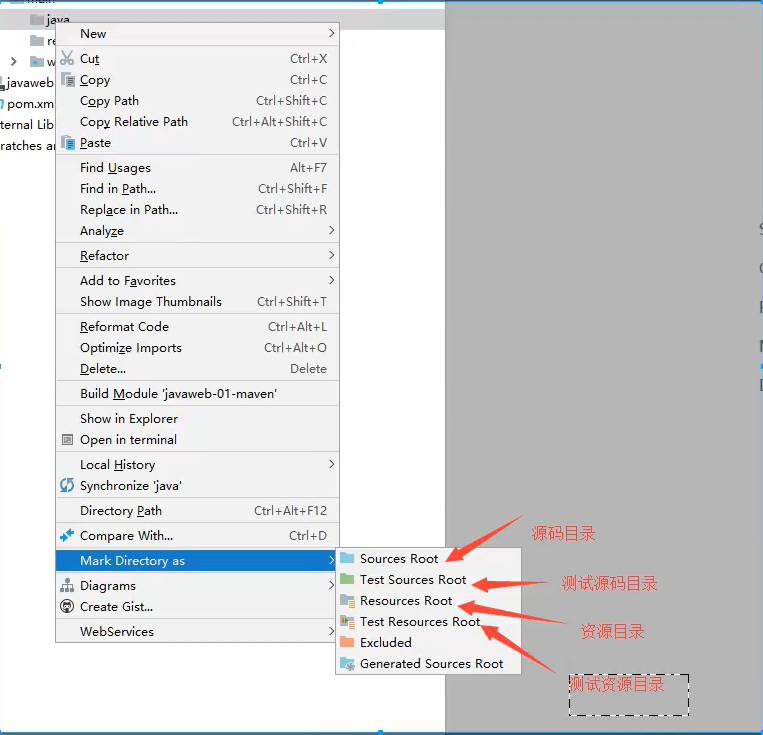 main
java
re
w
javaweb
pom.xm
ternal Lib
ratches a
New
Cut Ctrl+X
Copy Ctrl+C
Copy Path Ctrl+Shift+C
Copy Relative Path Ctrl+Alt+Shift+C
Paste Ctrl+V
Find Usages Alt+F7
Find in Path... Ctrl+Shift+F
Replace in Path... Ctrl+Shift+R
Analyze
Refactor
Add to Favorites
Show Image Thumbnails Ctrl+Shift+T
Reformat Code Ctrl+Alt+L
Optimize Imports Ctrl+Alt+O
Delete... Delete
Build Module 'javaweb-01-maven'
Show in Explorer
Open in terminal
Local History
Synchronize 'java'
Directory Path Ctrl+Alt+F12
Compare With... Ctrl+D
Mark Directory as
Diagrams
Create Gist...
WebServices
Sources Root 源码目录
Test Sources Root 测试源码目录
Resources Root 资源目录
Test Resources Root 测试资源目录
Excluded
Generated Sources Root